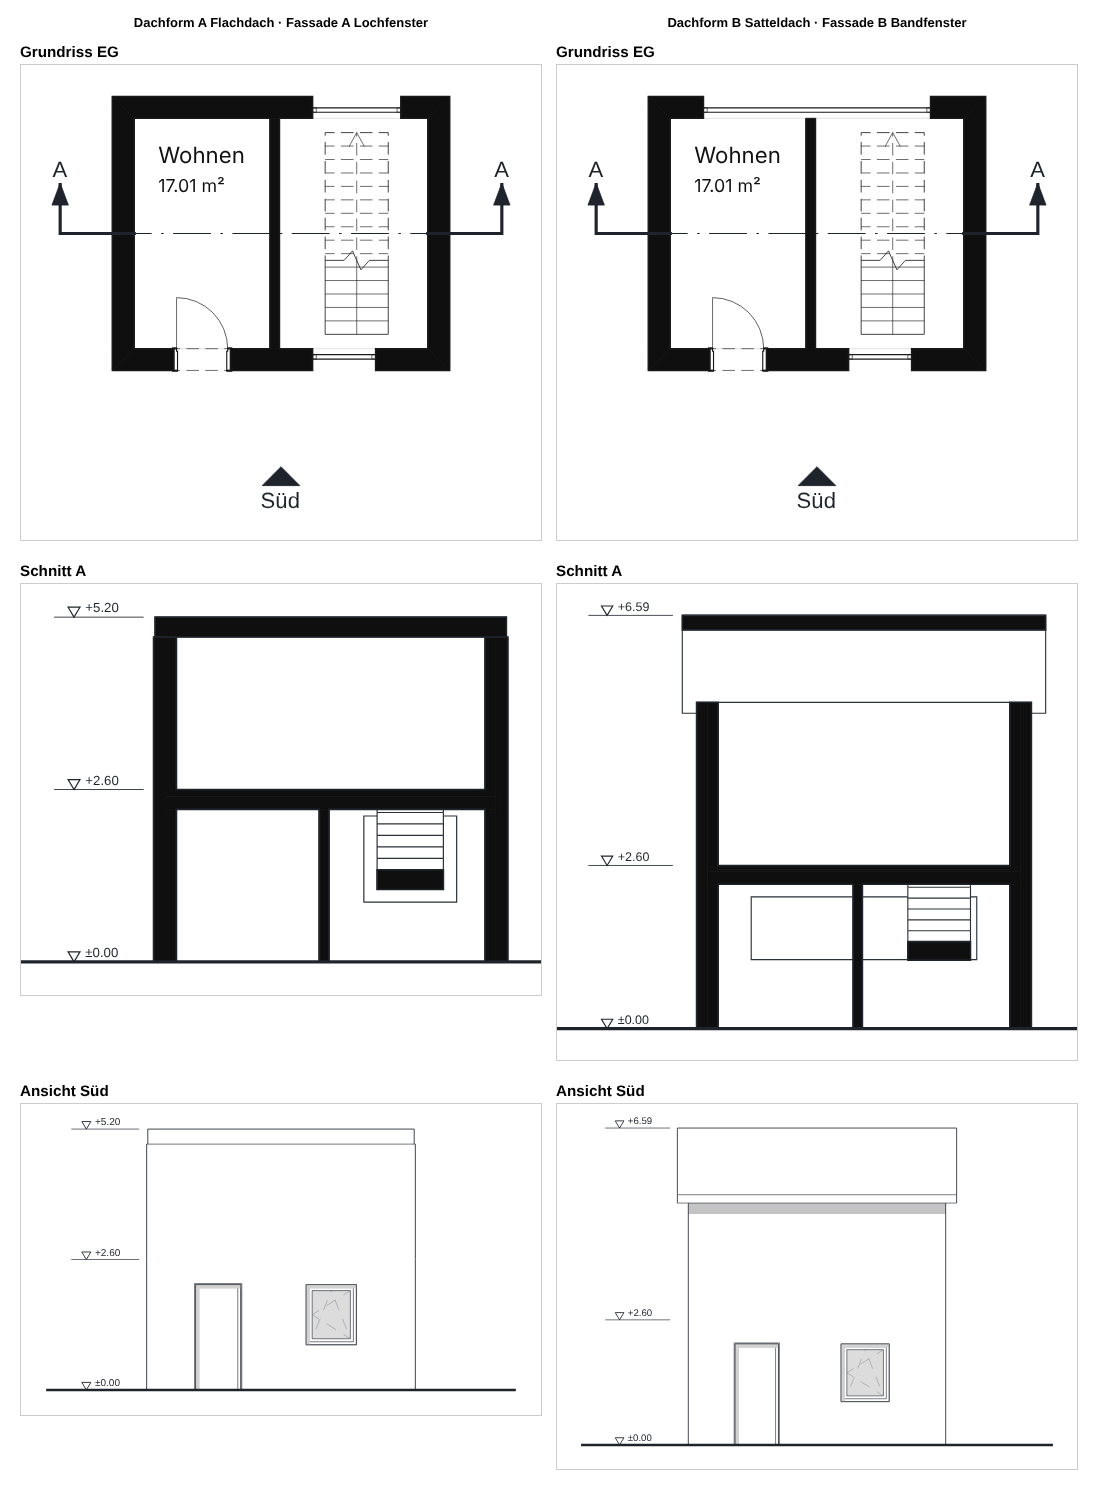 Dachform A Flachdach · Fassade A Lochfenster
Grundriss EG
Wohnen
17.01 m²
A
A
Süd
Schnitt A
+5.20
+2.60
±0.00
Ansicht Süd
+5.20
+2.60
±0.00
Dachform B Satteldach · Fassade B Bandfenster
Grundriss EG
Wohnen
17.01 m²
A
A
Süd
Schnitt A
+6.59
+2.60
±0.00
Ansicht Süd
+6.59
+2.60
±0.00